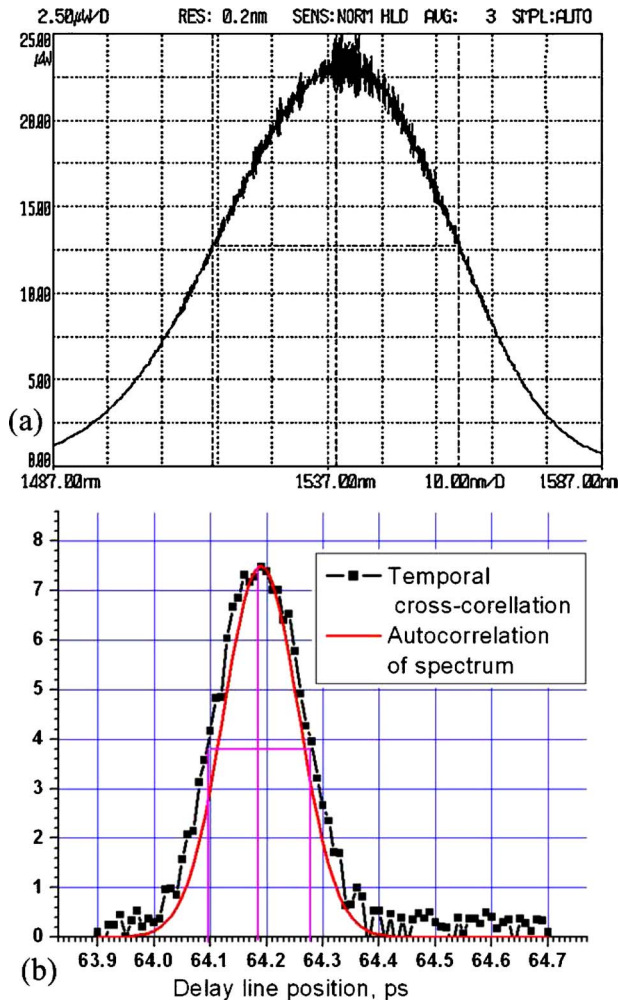 2.50µW/D RES: 0.2nm SENS:NORM HLD AVG: 3 SMPL:AUTO
25.00
µW
20.00
15.00
10.00
5.00
0.00
(a)
1487.00nm 1537.00nm 10.00nm/D 1587.00nm
8
7
6
5
4
3
2
1
0
Temporal
cross-corellation
Autocorrelation
of spectrum
63.9 64.0 64.1 64.2 64.3 64.4 64.5 64.6 64.7
(b)
Delay line position, ps